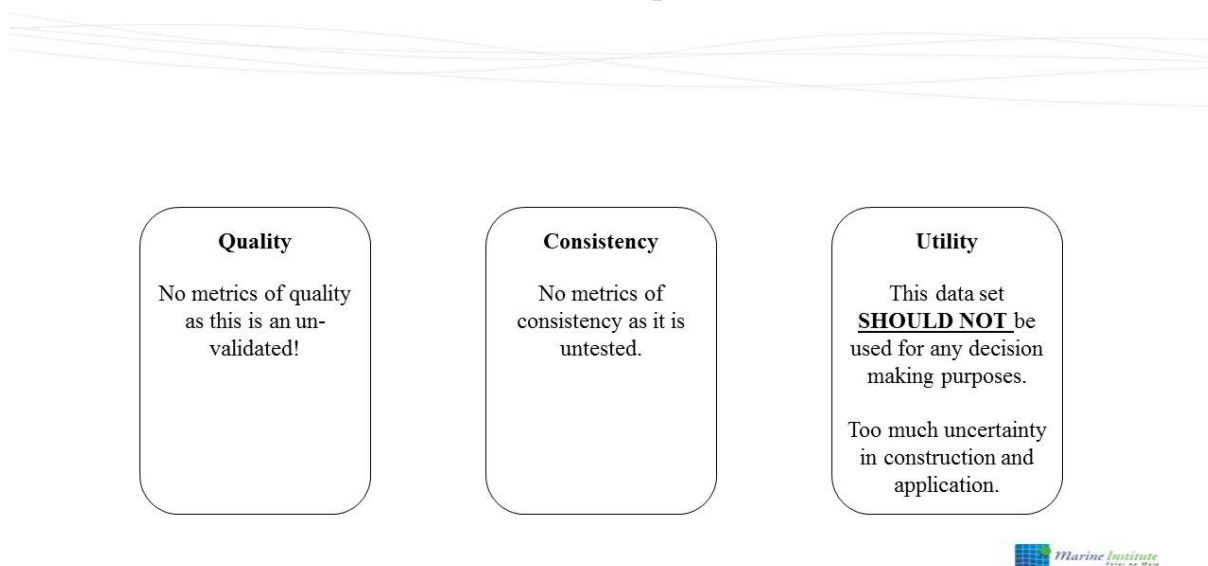 Quality
No metrics of quality
as this is an un-
validated!
Consistency
No metrics of
consistency as it is
untested.
Utility
This data set
SHOULD NOT be
used for any decision
making purposes.
Too much uncertainty
in construction and
application.
Marine Institute